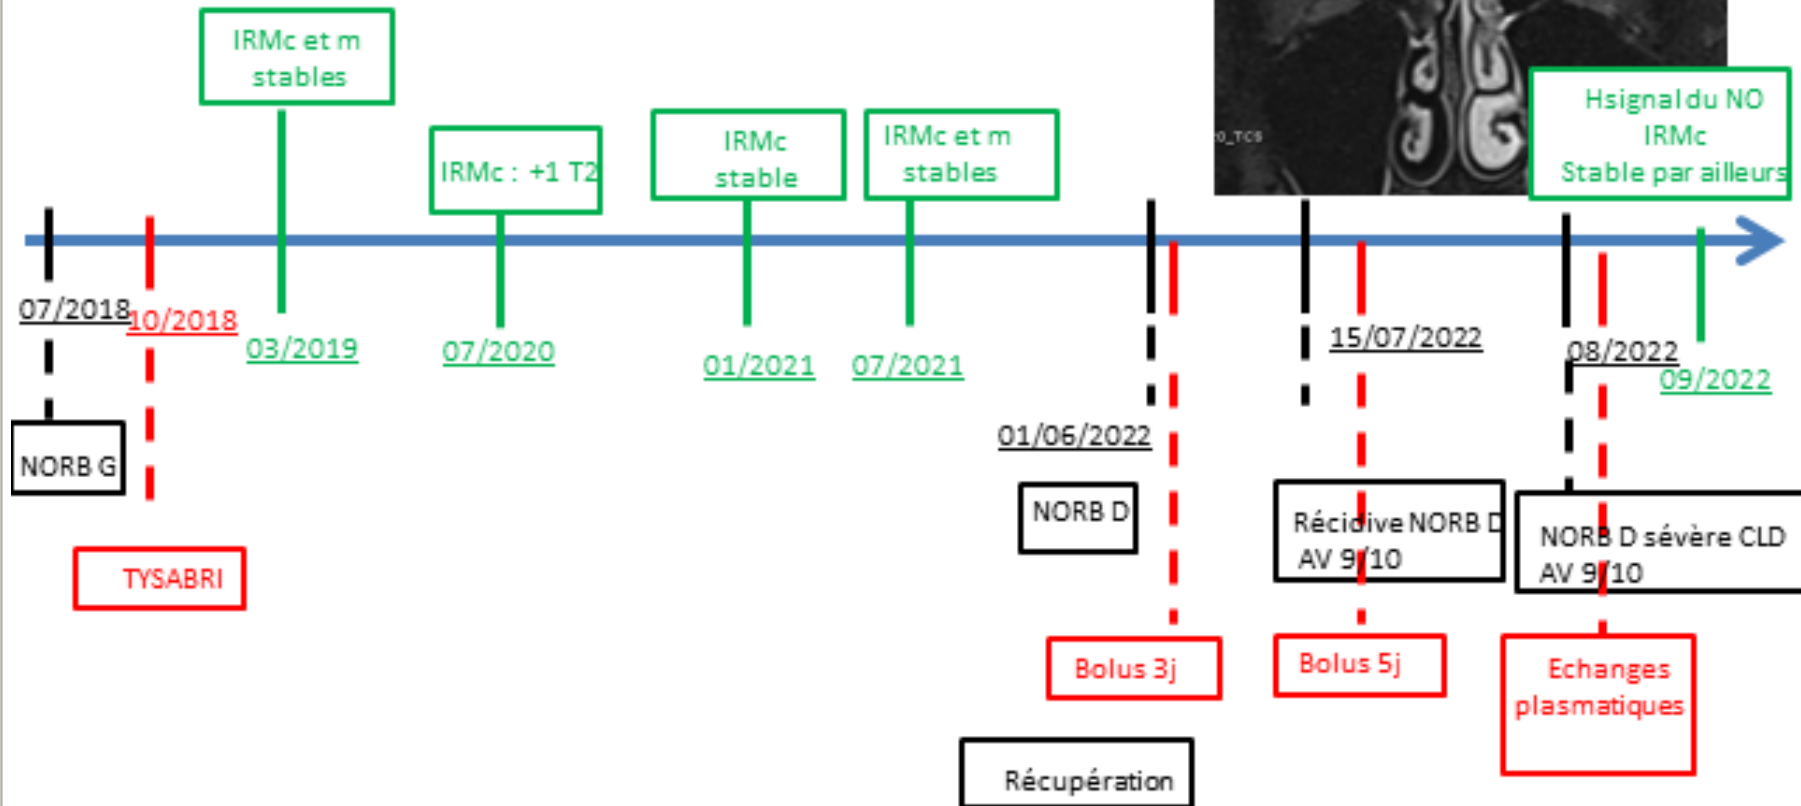 IRMc et m
stables
IRMc : +1 T2
IRMc
stable
IRMc et m
stables
Hsignal du NO
IRMc
Stable par ailleurs
07/2018
10/2018
03/2019
07/2020
01/2021
07/2021
01/06/2022
15/07/2022
08/2022
09/2022
NORB G
NORB D
Récidive NORB D
AV 9/10
NORB D sévère CLD
AV 9/10
TYSABRI
Bolus 3j
Bolus 5j
Echanges
plasmatiques
Récupération